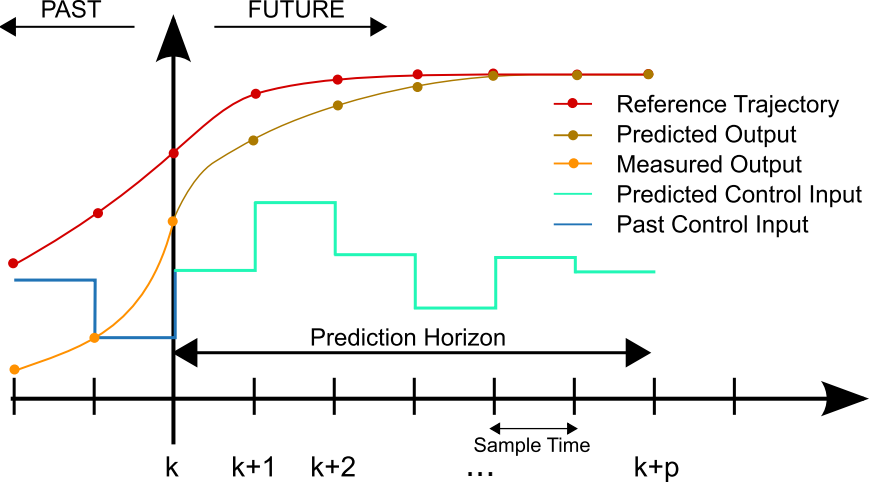 PAST
FUTURE
Reference Trajectory
Predicted Output
Measured Output
Predicted Control Input
Past Control Input
Prediction Horizon
Sample Time
k
k+1
k+2
...
k+p